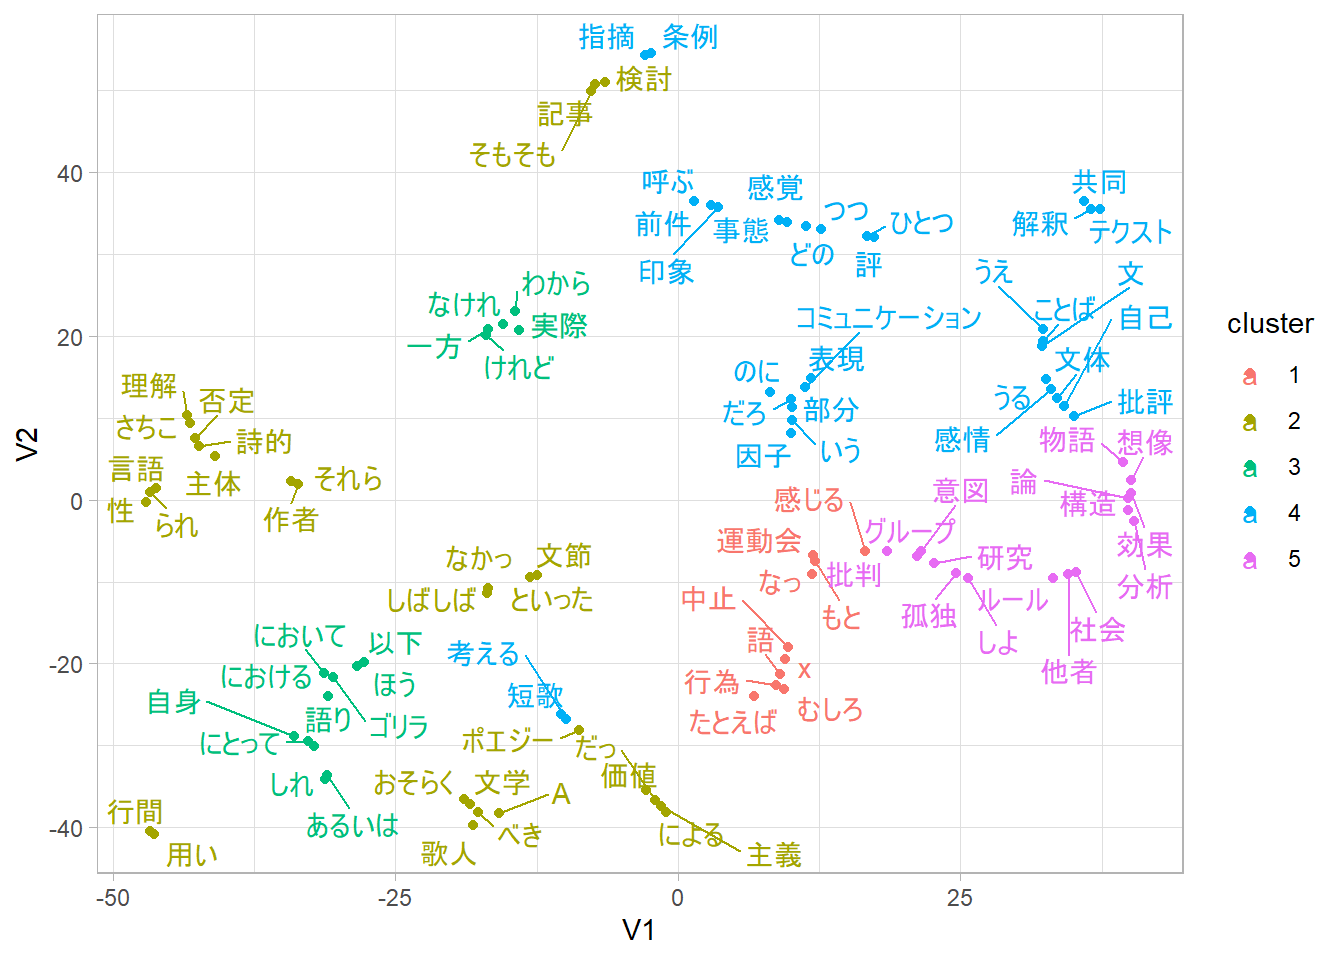 指摘 条例
検討
記事
そもそも
40
呼ぶ 感覚 共同
つつ ひとつ
前件 事態 解釈 テクスト
どの 評
印象 うえ 文
なけれ わから
コミュニケーション ことば 自己
20
一方 実際
けれど のに 表現 文体
理解 否定 だろ 部分 うる 批評
さちこ 詩的 因子 いう 感情 物語 想像
言語 主体 それら
V2
0
性 られ 作者 感じる 意図 論 構造
運動会 グループ 効果
なかっ 文節 なっ 批判 研究 分析
しばしば といった 中止 もと 孤独 ルール
において 以下 考える 語 しよ 社会
-20
における ほう 行為 x 他者
自身 語り ゴリラ 短歌 たとえば むしろ
にとって ポエジー だっ
しれ おそらく 文学 A 価値
行間 あるいは べき による
-40
用い 歌人 主義
-50 -25 0 25
V1
cluster
a 1
a 2
a 3
a 4
a 5